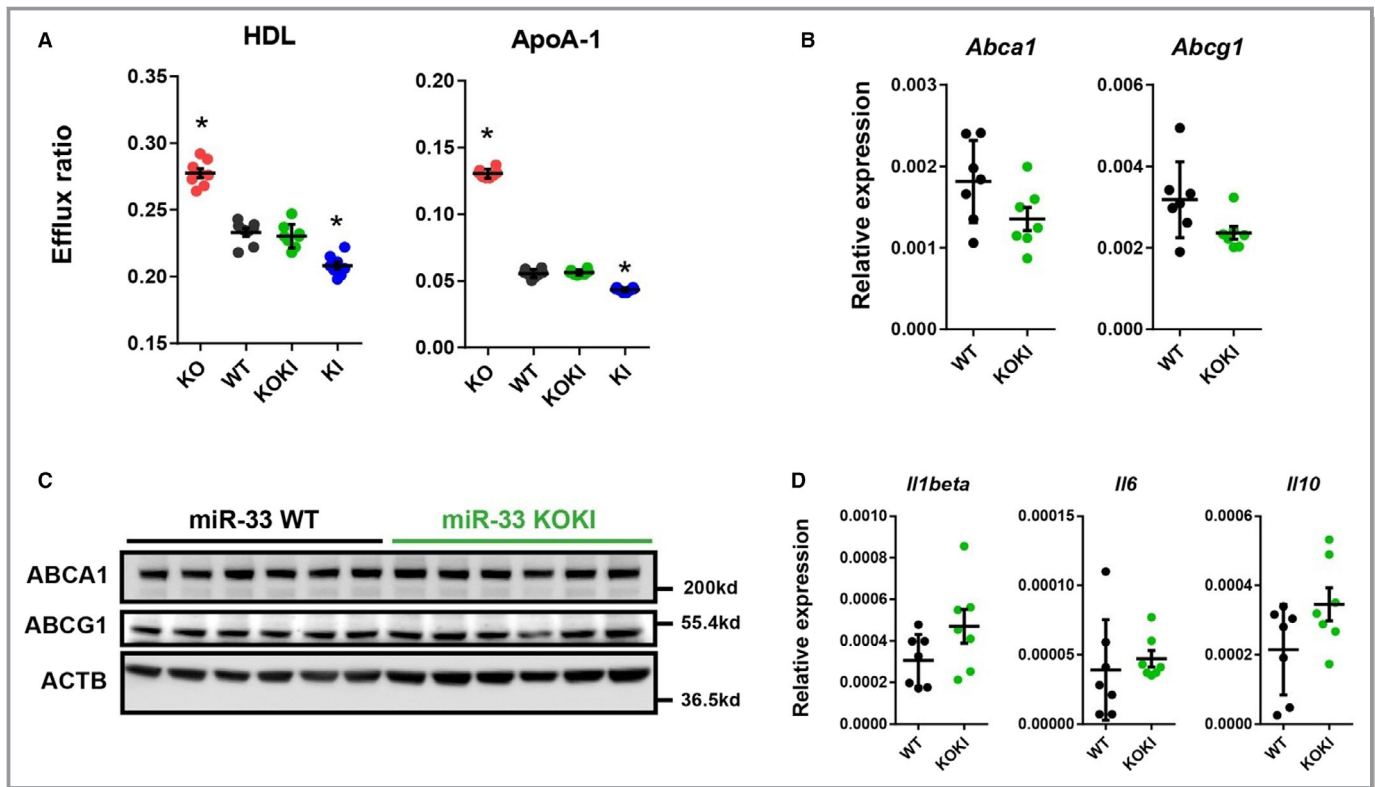 A
HDL
ApoA-1
Efflux ratio
0.35
0.30
0.25
0.20
0.15
*
*
KO
WT
KOKI
KI
0.20
0.15
0.10
0.05
0.00
*
*
KO
WT
KOKI
KI
B
Abca1
Abcg1
Relative expression
0.003
0.002
0.001
0.000
WT
KOKI
0.006
0.004
0.002
0.000
WT
KOKI
C
miR-33 WT
miR-33 KOKI
ABCA1
200kd
ABCG1
55.4kd
ACTB
36.5kd
D
Il1beta
Il6
Il10
Relative expression
0.0010
0.0008
0.0006
0.0004
0.0002
0.0000
WT
KOKI
0.00015
0.00010
0.00005
0.00000
WT
KOKI
0.0006
0.0004
0.0002
0.0000
WT
KOKI